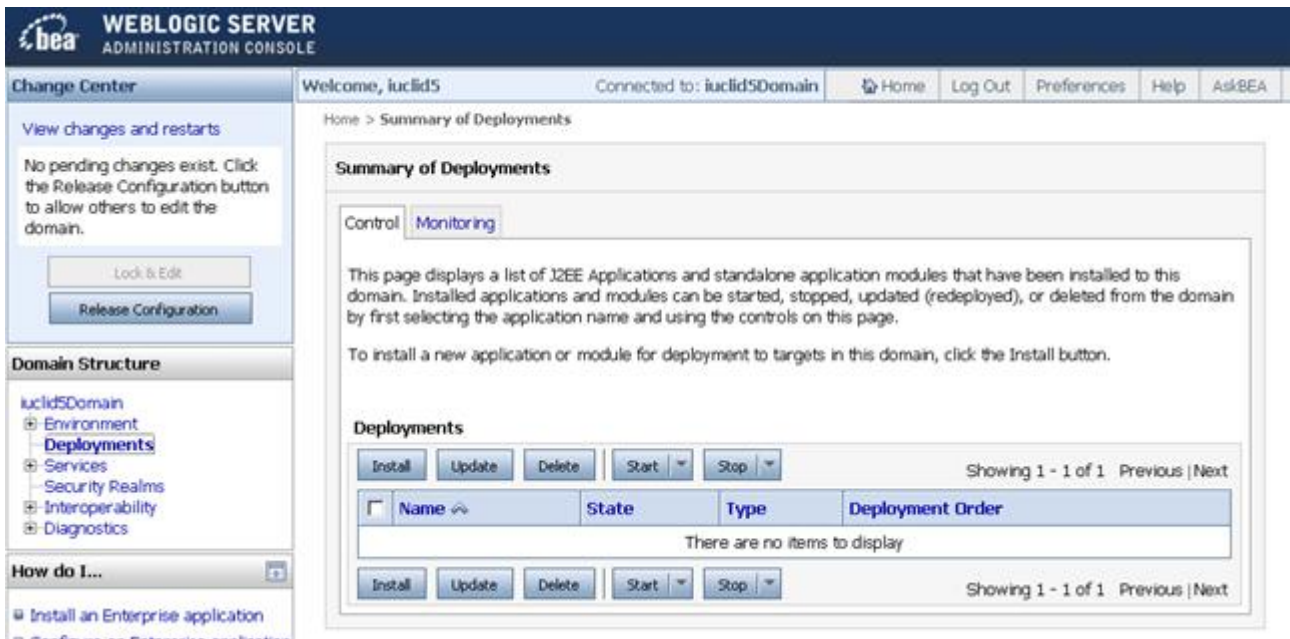 bea
WEBLOGIC SERVER
ADMINISTRATION CONSOLE
Change Center
View changes and restarts
No pending changes exist. Click
the Release Configuration button
to allow others to edit the
domain.
Lock & Edit
Release Configuration
Domain Structure
iuclid5Domain
Environment
Deployments
Services
Security Realms
Interoperability
Diagnostics
How do I...
Install an Enterprise application
Configure an Enterprise application
Welcome, iuclid5
Connected to: iuclid5Domain
Home
Log Out
Preferences
Help
AskBEA
Home > Summary of Deployments
Summary of Deployments
Control
Monitoring
This page displays a list of J2EE Applications and standalone application modules that have been installed to this
domain. Installed applications and modules can be started, stopped, updated (redeployed), or deleted from the domain
by first selecting the application name and using the controls on this page.
To install a new application or module for deployment to targets in this domain, click the Install button.
Deployments
Install Update Delete Start Stop Showing 1 - 1 of 1 Previous | Next
Name State Type Deployment Order
There are no items to display
Install Update Delete Start Stop Showing 1 - 1 of 1 Previous | Next